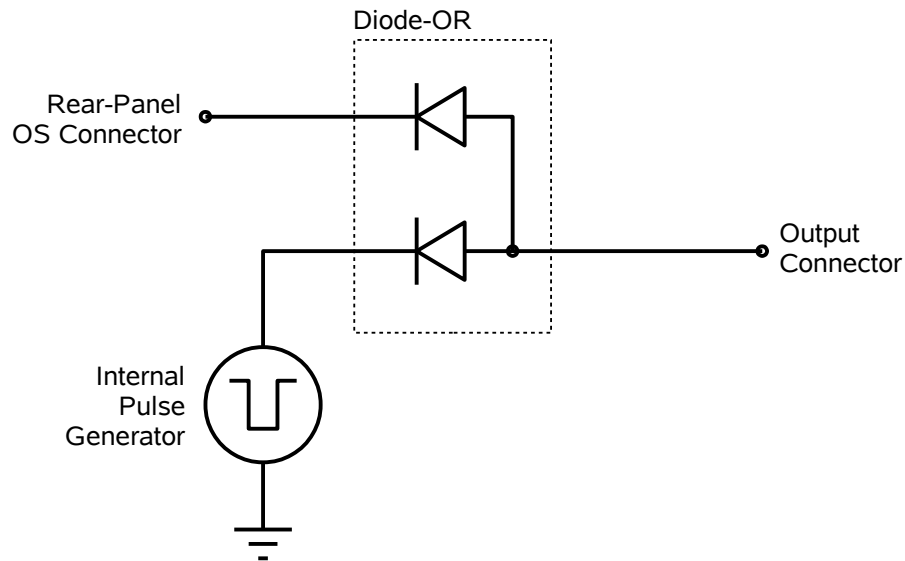 Diode-OR
Rear-Panel
OS Connector
Output
Connector
Internal
Pulse
Generator